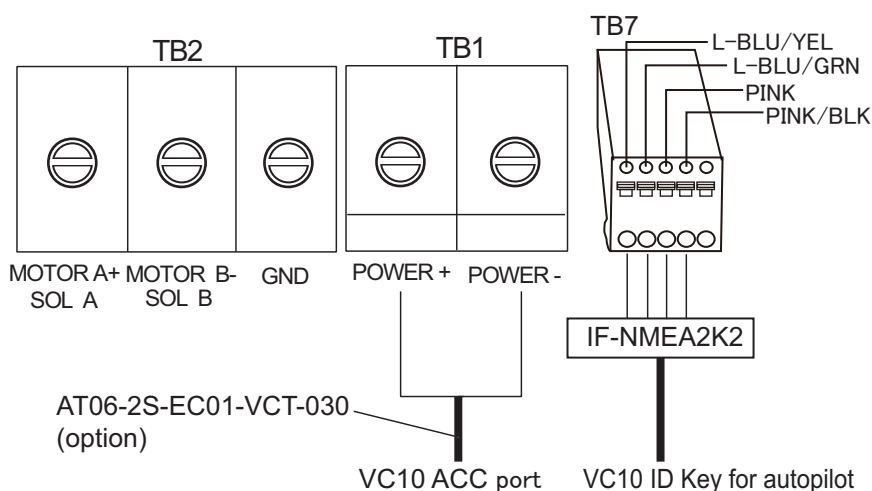 TB2
TB1
TB7
L-BLU/YEL
L-BLU/GRN
PINK
PINK/BLK
MOTOR A+
SOL A
MOTOR B-
SOL B
GND
POWER +
POWER -
IF-NMEA2K2
AT06-2S-EC01-VCT-030
(option)
VC10 ACC port
VC10 ID Key for autopilot